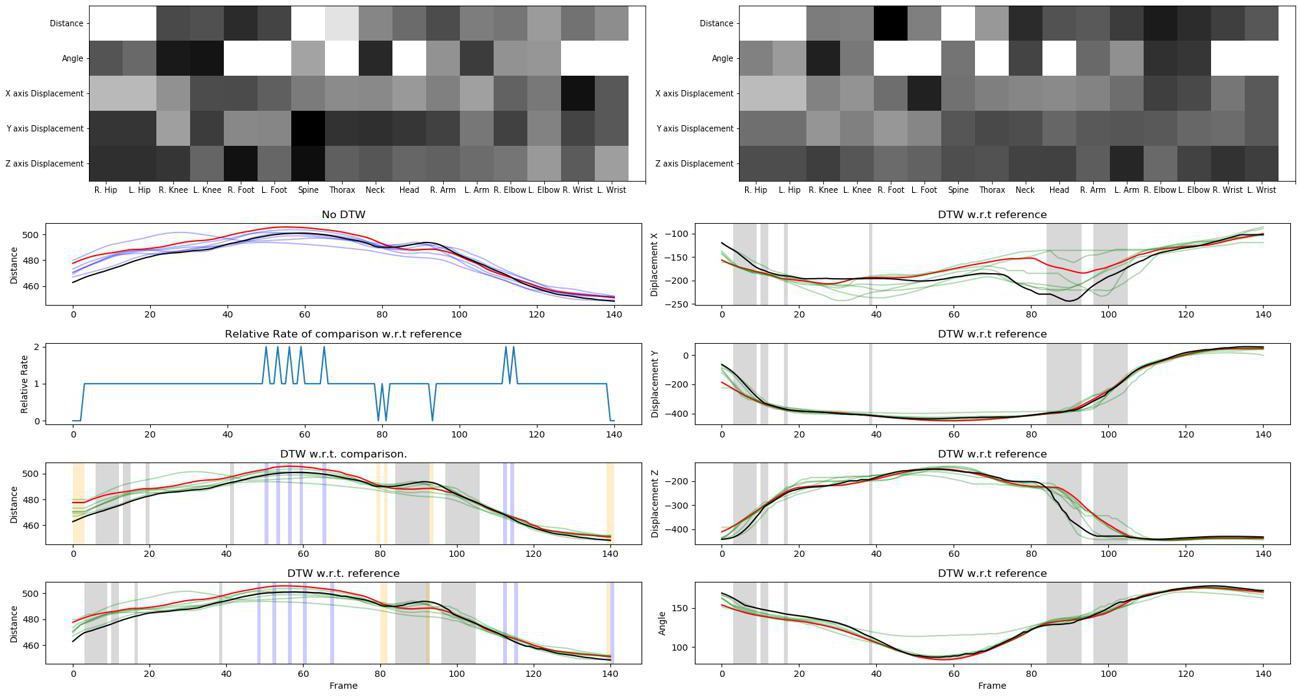 Distance
Angle
X axis Displacement
Y axis Displacement
Z axis Displacement
R. Hip L. Hip R. Knee L. Knee R. Foot L. Foot Spine Thorax Neck Head R. Arm L. Arm R. Elbow L. Elbow R. Wrist L. Wrist
Distance
Angle
X axis Displacement
Y axis Displacement
Z axis Displacement
R. Hip L. Hip R. Knee L. Knee R. Foot L. Foot Spine Thorax Neck Head R. Arm L. Arm R. Elbow L. Elbow R. Wrist L. Wrist
No DTW
Distance
500
480
460
0 20 40 60 80 100 120 140
DTW w.r.t reference
Diplacement X
−100
−150
−200
−250
0 20 40 60 80 100 120 140
Relative Rate of comparison w.r.t reference
Relative Rate
2
1
0
0 20 40 60 80 100 120 140
DTW w.r.t reference
Displacement Y
0
−200
−400
0 20 40 60 80 100 120 140
DTW w.r.t. comparison.
Distance
500
480
460
0 20 40 60 80 100 120 140
DTW w.r.t reference
Displacement Z
−200
−300
−400
0 20 40 60 80 100 120 140
DTW w.r.t. reference
Distance
500
480
460
0 20 40 60 80 100 120 140
Frame
DTW w.r.t reference
Angle
150
100
0 20 40 60 80 100 120 140
Frame